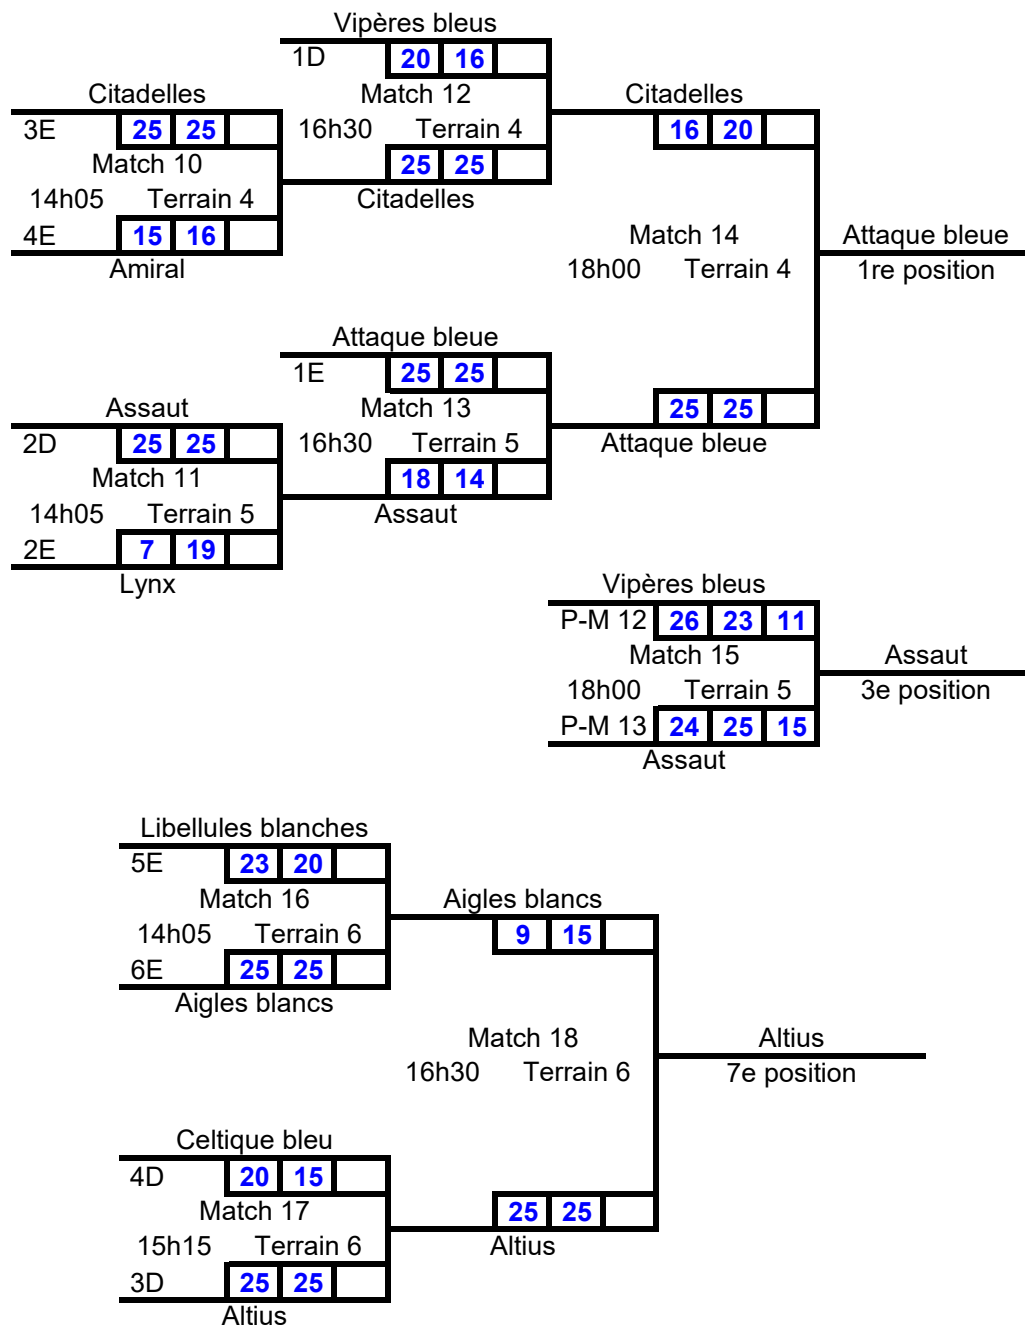 Vipères bleus
1D 20 16
Match 12
16h30 Terrain 4
25 25
Citadelles
Citadelles
3E 25 25
Match 10
14h05 Terrain 4
4E 15 16
Amiral
Citadelles
16 20
Match 14
18h00 Terrain 4
25 25
Attaque bleue
Attaque bleue
1re position
Attaque bleue
1E 25 25
Match 13
16h30 Terrain 5
18 14
Assaut
Assaut
2D 25 25
Match 11
14h05 Terrain 5
2E 7 19
Lynx
Vipères bleus
P-M 12 26 23 11
Match 15
18h00 Terrain 5
P-M 13 24 25 15
Assaut
Assaut
3e position
Libellules blanches
5E 23 20
Match 16
14h05 Terrain 6
6E 25 25
Aigles blancs
Aigles blancs
9 15
Match 18
16h30 Terrain 6
25 25
Altius
Altius
7e position
Celtique bleu
4D 20 15
Match 17
15h15 Terrain 6
3D 25 25
Altius